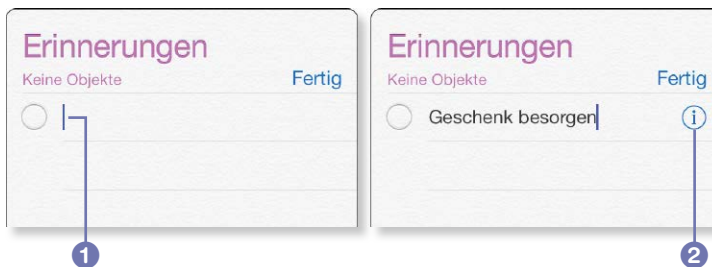 Erinnerungen
Keine Objekte Fertig
1
Erinnerungen
Keine Objekte Fertig
Geschenk besorgen i
2